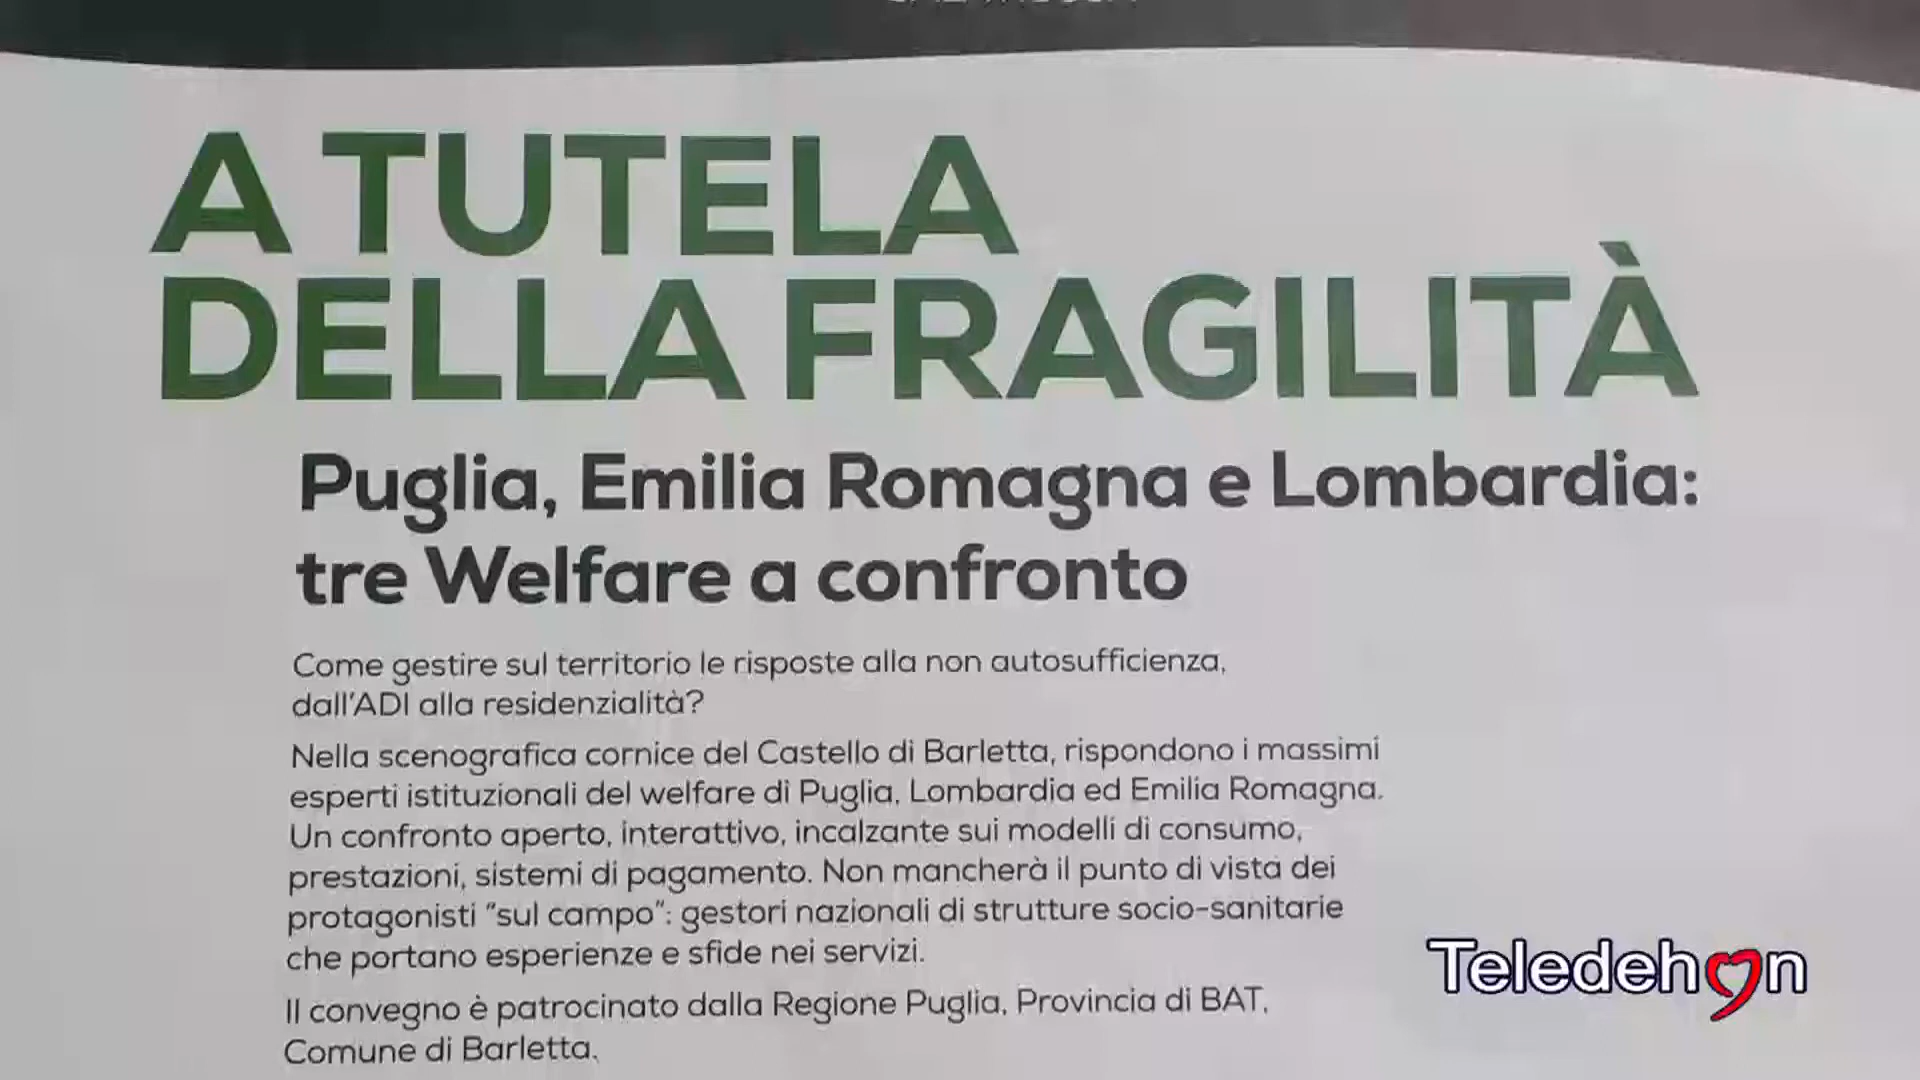 A TUTELA
DELLA FRAGILITÀ
Puglia, Emilia Romagna e Lombardia:
tre Welfare a confronto
Come gestire sul territorio le risposte alla non autosufficienza,
dall'ADI alla residenzialità?
Nella scenografica cornice del Castello di Barletta, rispondono i massimi
esperti istituzionali del welfare di Puglia, Lombardia ed Emilia Romagna.
Un confronto aperto, interattivo, incalzante sui modelli di consumo,
prestazioni, sistemi di pagamento. Non mancherà il punto di vista dei
protagonisti "sul campo": gestori nazionali di strutture socio-sanitarie
che portano esperienze e sfide nei servizi.
Il convegno è patrocinato dalla Regione Puglia, Provincia di BAT,
Comune di Barletta.
Teledehon